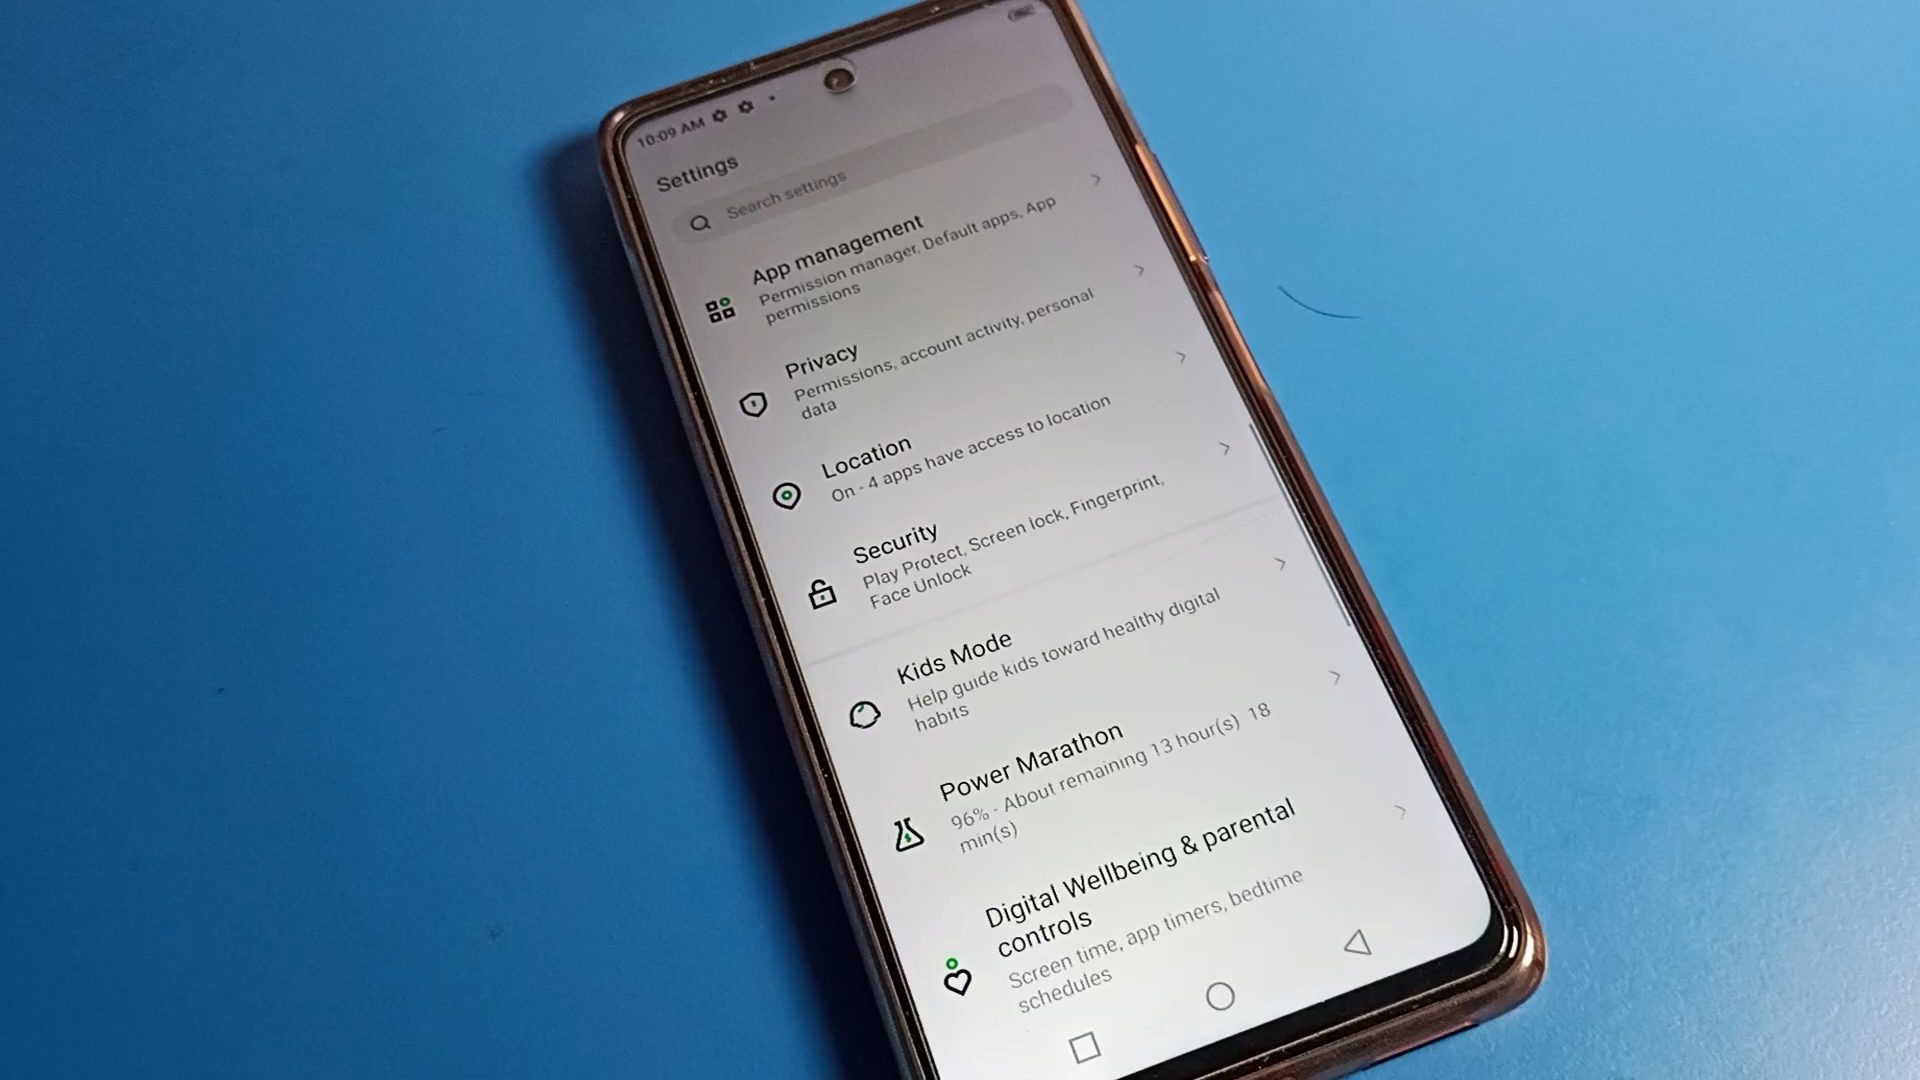 10:09 AM
Settings
Search settings
App management
Permission manager, Default apps, App
permissions
Privacy
Permissions, account activity, personal
data
Location
On - 4 apps have access to location
Security
Play Protect, Screen lock, Fingerprint,
Face Unlock
Kids Mode
Help guide kids toward healthy digital
habits
Power Marathon
96% - About remaining 13 hour(s) 18
min(s)
Digital Wellbeing & parental
controls
Screen time, app timers, bedtime
schedules